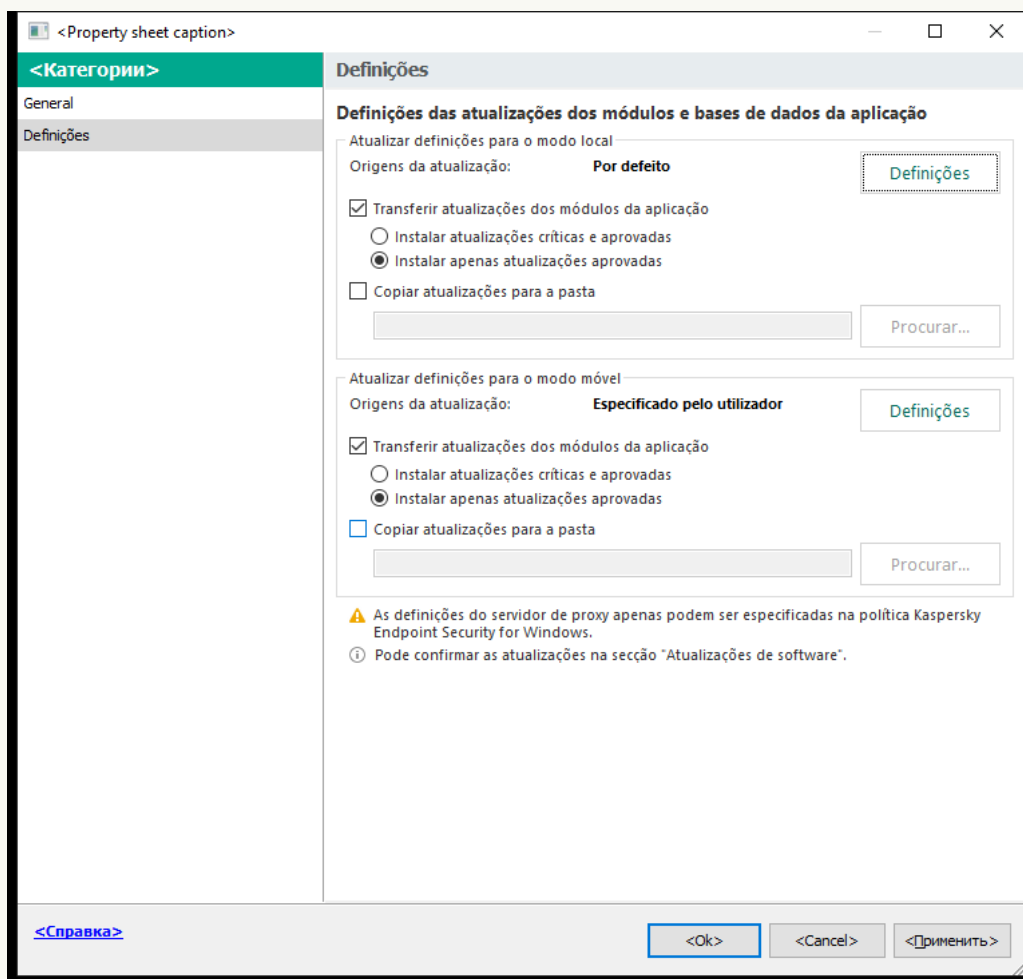 <Property sheet caption>
<Категории>
General
Definições
Definições
Definições das atualizações dos módulos e bases de dados da aplicação
Atualizar definições para o modo local
Origens da atualização: Por defeito
Definições
Transferir atualizações dos módulos da aplicação
Instalar atualizações críticas e aprovadas
Instalar apenas atualizações aprovadas
Copiar atualizações para a pasta
Procurar...
Atualizar definições para o modo móvel
Origens da atualização: Especificado pelo utilizador
Definições
Transferir atualizações dos módulos da aplicação
Instalar atualizações críticas e aprovadas
Instalar apenas atualizações aprovadas
Copiar atualizações para a pasta
Procurar...
As definições do servidor de proxy apenas podem ser especificadas na política Kaspersky
Endpoint Security for Windows.
Pode confirmar as atualizações na secção "Atualizações de software".
<Справка>
<Ok>
<Cancel>
<Применить>